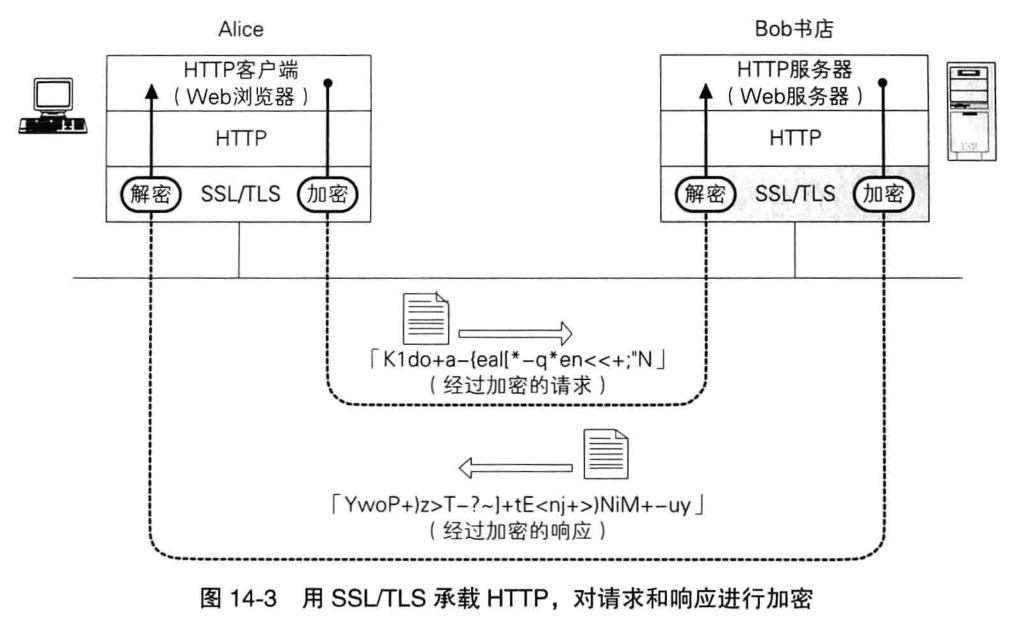 Alice
Bob书店
HTTP客户端
（Web浏览器）
HTTP
解密 SSL/TLS 加密
HTTP服务器
（Web服务器）
HTTP
解密 SSL/TLS 加密
「K1do+a-{eal[*-q*en<<+;"N」
（经过加密的请求）
「YwoP+)z>T-?~]+tE<nj+>)NiM+-uy」
（经过加密的响应）
图 14-3 用 SSL/TLS 承载 HTTP，对请求和响应进行加密